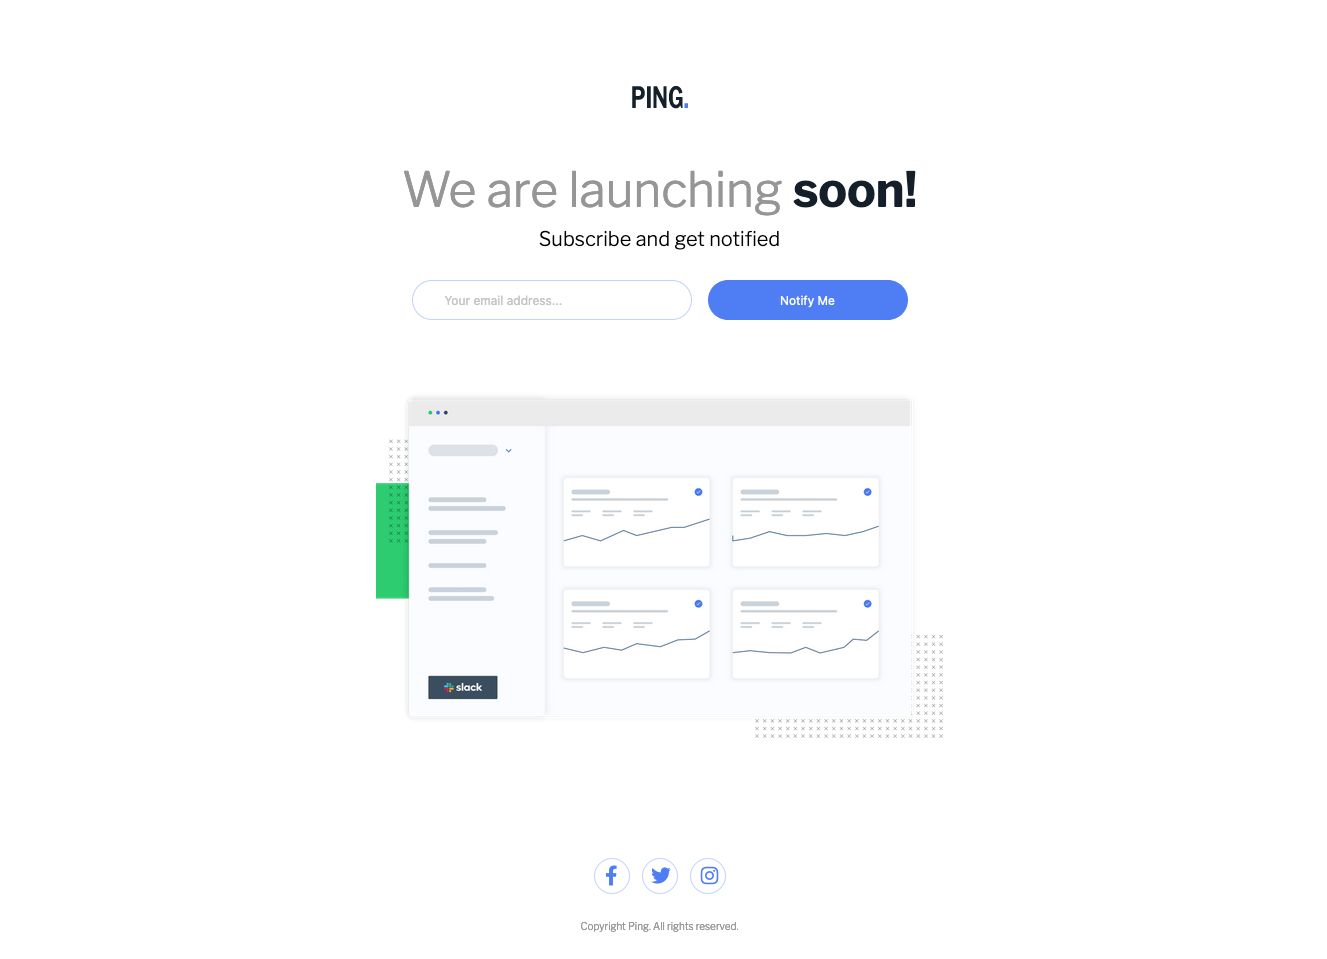 PING.
We are launching soon!
Subscribe and get notified
Your email address...
Notify Me
slack
Copyright Ping. All rights reserved.